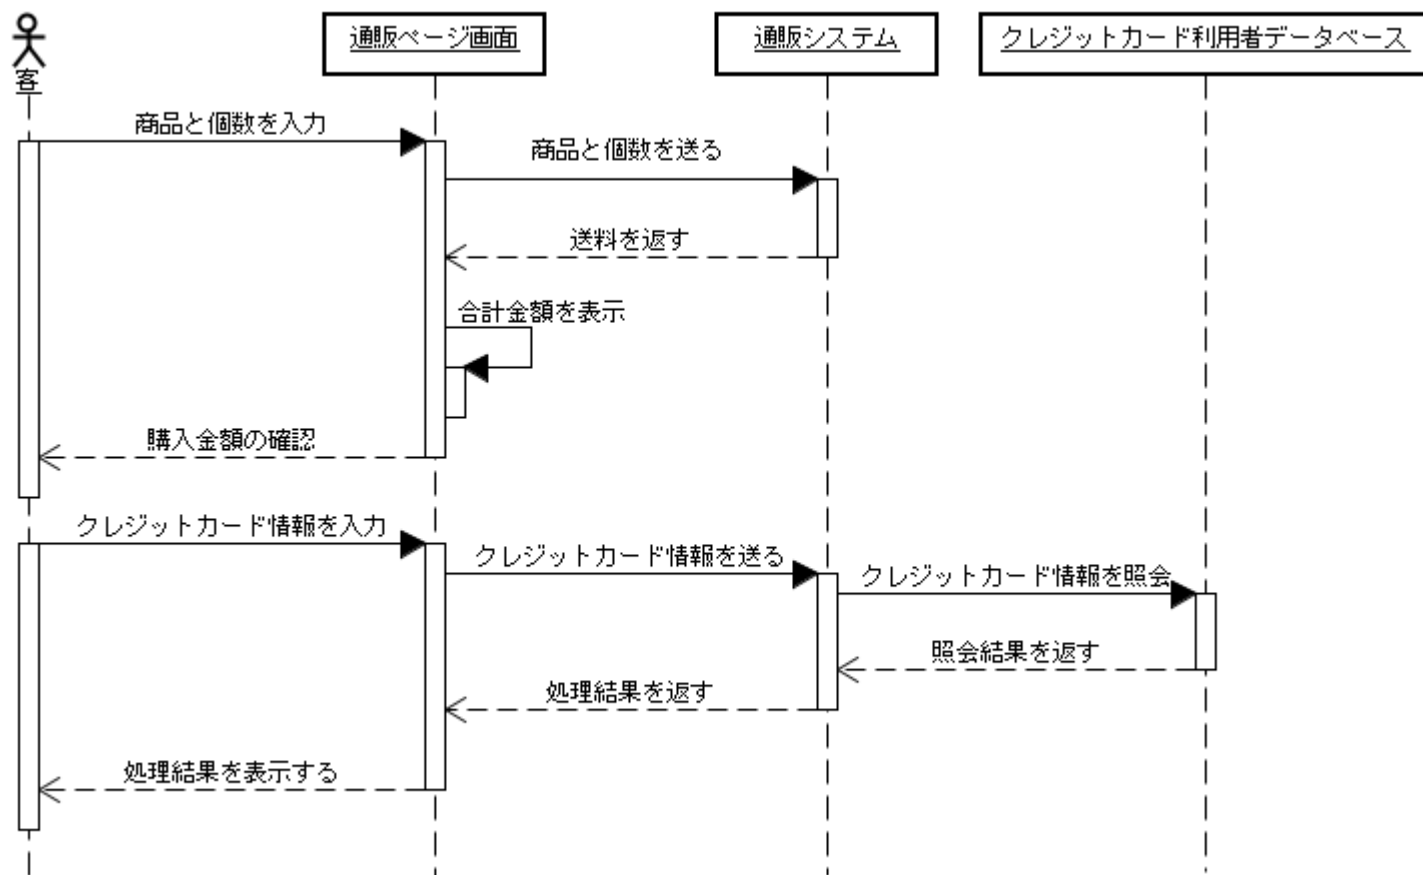 客
通販ページ画面
通販システム
クレジットカード利用者データベース
商品と個数を入力
商品と個数を送る
送料を返す
合計金額を表示
購入金額の確認
クレジットカード情報を入力
クレジットカード情報を送る
クレジットカード情報を照会
照会結果を返す
処理結果を返す
処理結果を表示する